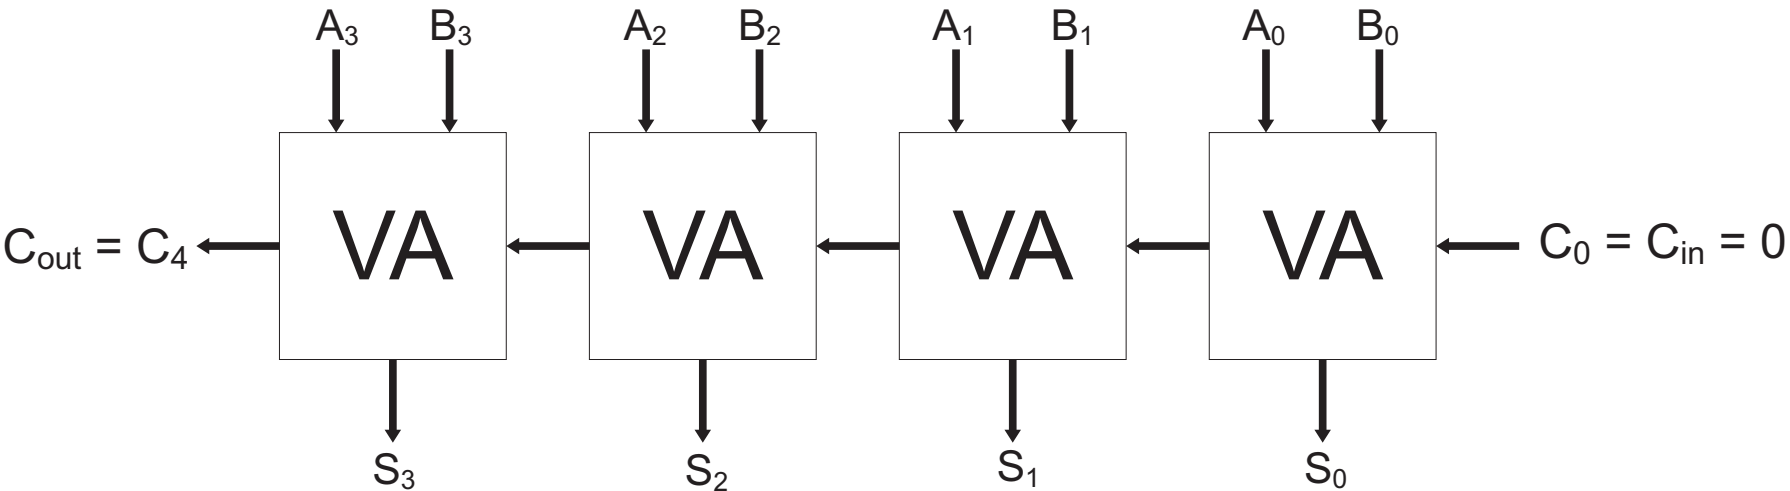 A3 B3 A2 B2 A1 B1 A0 B0
Cout = C4 VA VA VA VA C0 = Cin = 0
S3 S2 S1 S0